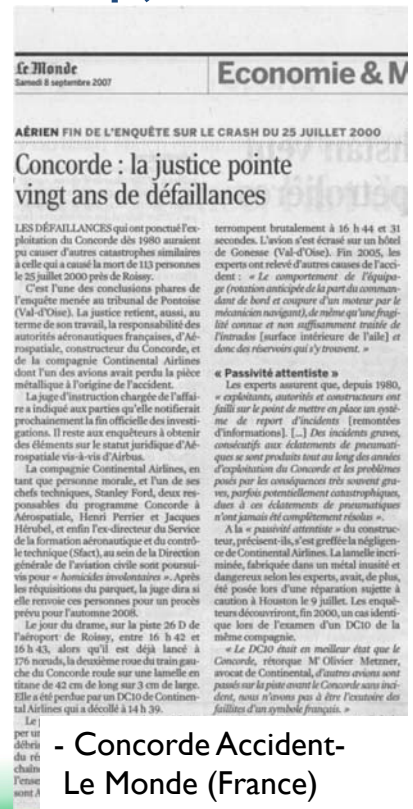 Le Monde
Samedi 8 septembre 2007
Economie & M
AÉRIEN FIN DE L'ENQUÊTE SUR LE CRASH DU 25 JUILLET 2000
Concorde : la justice pointe
vingt ans de défaillances
LES DÉFAILLANCES qui ont ponctué l'ex-
ploitation du Concorde dès 1980 auraient
pu causer d'autres catastrophes similaires
à celle qui a causé la mort de 113 personnes
le 25 juillet 2000 près de Roissy.
C'est l'une des conclusions phares de
l'enquête menée au tribunal de Pontoise
(Val-d'Oise). La justice retient, aussi, au
terme de son travail, la responsabilité des
autorités aéronautiques françaises, d'Aé-
rospatiale, constructeur du Concorde, et
de la compagnie Continental Airlines
dont l'un des avions avait perdu la pièce
métallique à l'origine de l'accident.
La juge d'instruction chargée de l'affai-
re a indiqué aux parties qu'elle notifierait
prochainement la fin officielle des investi-
gations. Il reste aux enquêteurs à obtenir
des éléments sur le statut juridique d'Aé-
rospatiale vis-à-vis d'Airbus.
La compagnie Continental Airlines, en
tant que personne morale, et l'un de ses
chefs techniques, Stanley Ford, deux res-
ponsables du programme Concorde à
Aérospatiale, Henri Perrier et Jacques
Hérubel, et enfin l'ex-directeur du Service
de la formation aéronautique et du contrô-
le technique (Sfact), au sein de la Direction
générale de l'aviation civile sont poursui-
vis pour « homicides involontaires ». Après
les réquisitions du parquet, la juge dira si
elle renvoie ces personnes pour un procès
prévu pour l'automne 2008.
Le jour du drame, sur la piste 26 D de
l'aéroport de Roissy, entre 16 h 42 et
16 h 43, alors qu'il est déjà lancé à
176 nœuds, la deuxième roue du train gau-
che du Concorde roule sur une lamelle en
titane de 42 cm de long sur 3 cm de large.
Elle a été perdue par un DC10 de Continen-
tal Airlines qui a décollé à 14 h 39.
terrompent brutalement à 16 h 44 et 31
secondes. L'avion s'est écrasé sur un hôtel
de Gonesse (Val-d'Oise). Fin 2005, les
experts ont relevé d'autres causes de l'acci-
dent : « Le comportement de l'équipa-
ge (rotation anticipée de la part du comman-
dant de bord et coupure d'un moteur par le
mécanicien navigant), de même qu'une fragi-
lité connue et non suffisamment traitée de
l'intrados [surface intérieure de l'aile] et
donc des réservoirs qui s'y trouvent. »
« Passivité attentiste »
Les experts assurent que, depuis 1980,
« exploitants, autorités et constructeurs ont
failli sur le point de mettre en place un systè-
me de report d'incidents [remontées
d'informations]. [...] Des incidents graves,
consécutifs aux éclatements de pneumati-
ques se sont produits tout au long des années
d'exploitation du Concorde et les problèmes
posés par les conséquences très souvent gra-
ves, parfois potentiellement catastrophiques,
dues à ces éclatements de pneumatiques
n'ont jamais été complètement résolus ».
A la « passivité attentiste » du construc-
teur, précisent-ils, s'est greffée la négligen-
ce de Continental Airlines. La lamelle incri-
minée, fabriquée dans un métal inusité et
dangereux selon les experts, avait, de plus,
été posée lors d'une réparation sujette à
caution à Houston le 9 juillet. Les enquê-
teurs découvriront, fin 2000, un cas identi-
que lors de l'examen d'un DC10 de la
même compagnie.
« Le DC10 était en meilleur état que le
Concorde, rétorque Mᵉ Olivier Metzner,
avocat de Continental, d'autres avions sont
passés sur la piste avant le Concorde sans inci-
dent, nous n'avons pas à être l'exutoire des
faillites d'un symbole français. »
- Concorde Accident-
Le Monde (France)